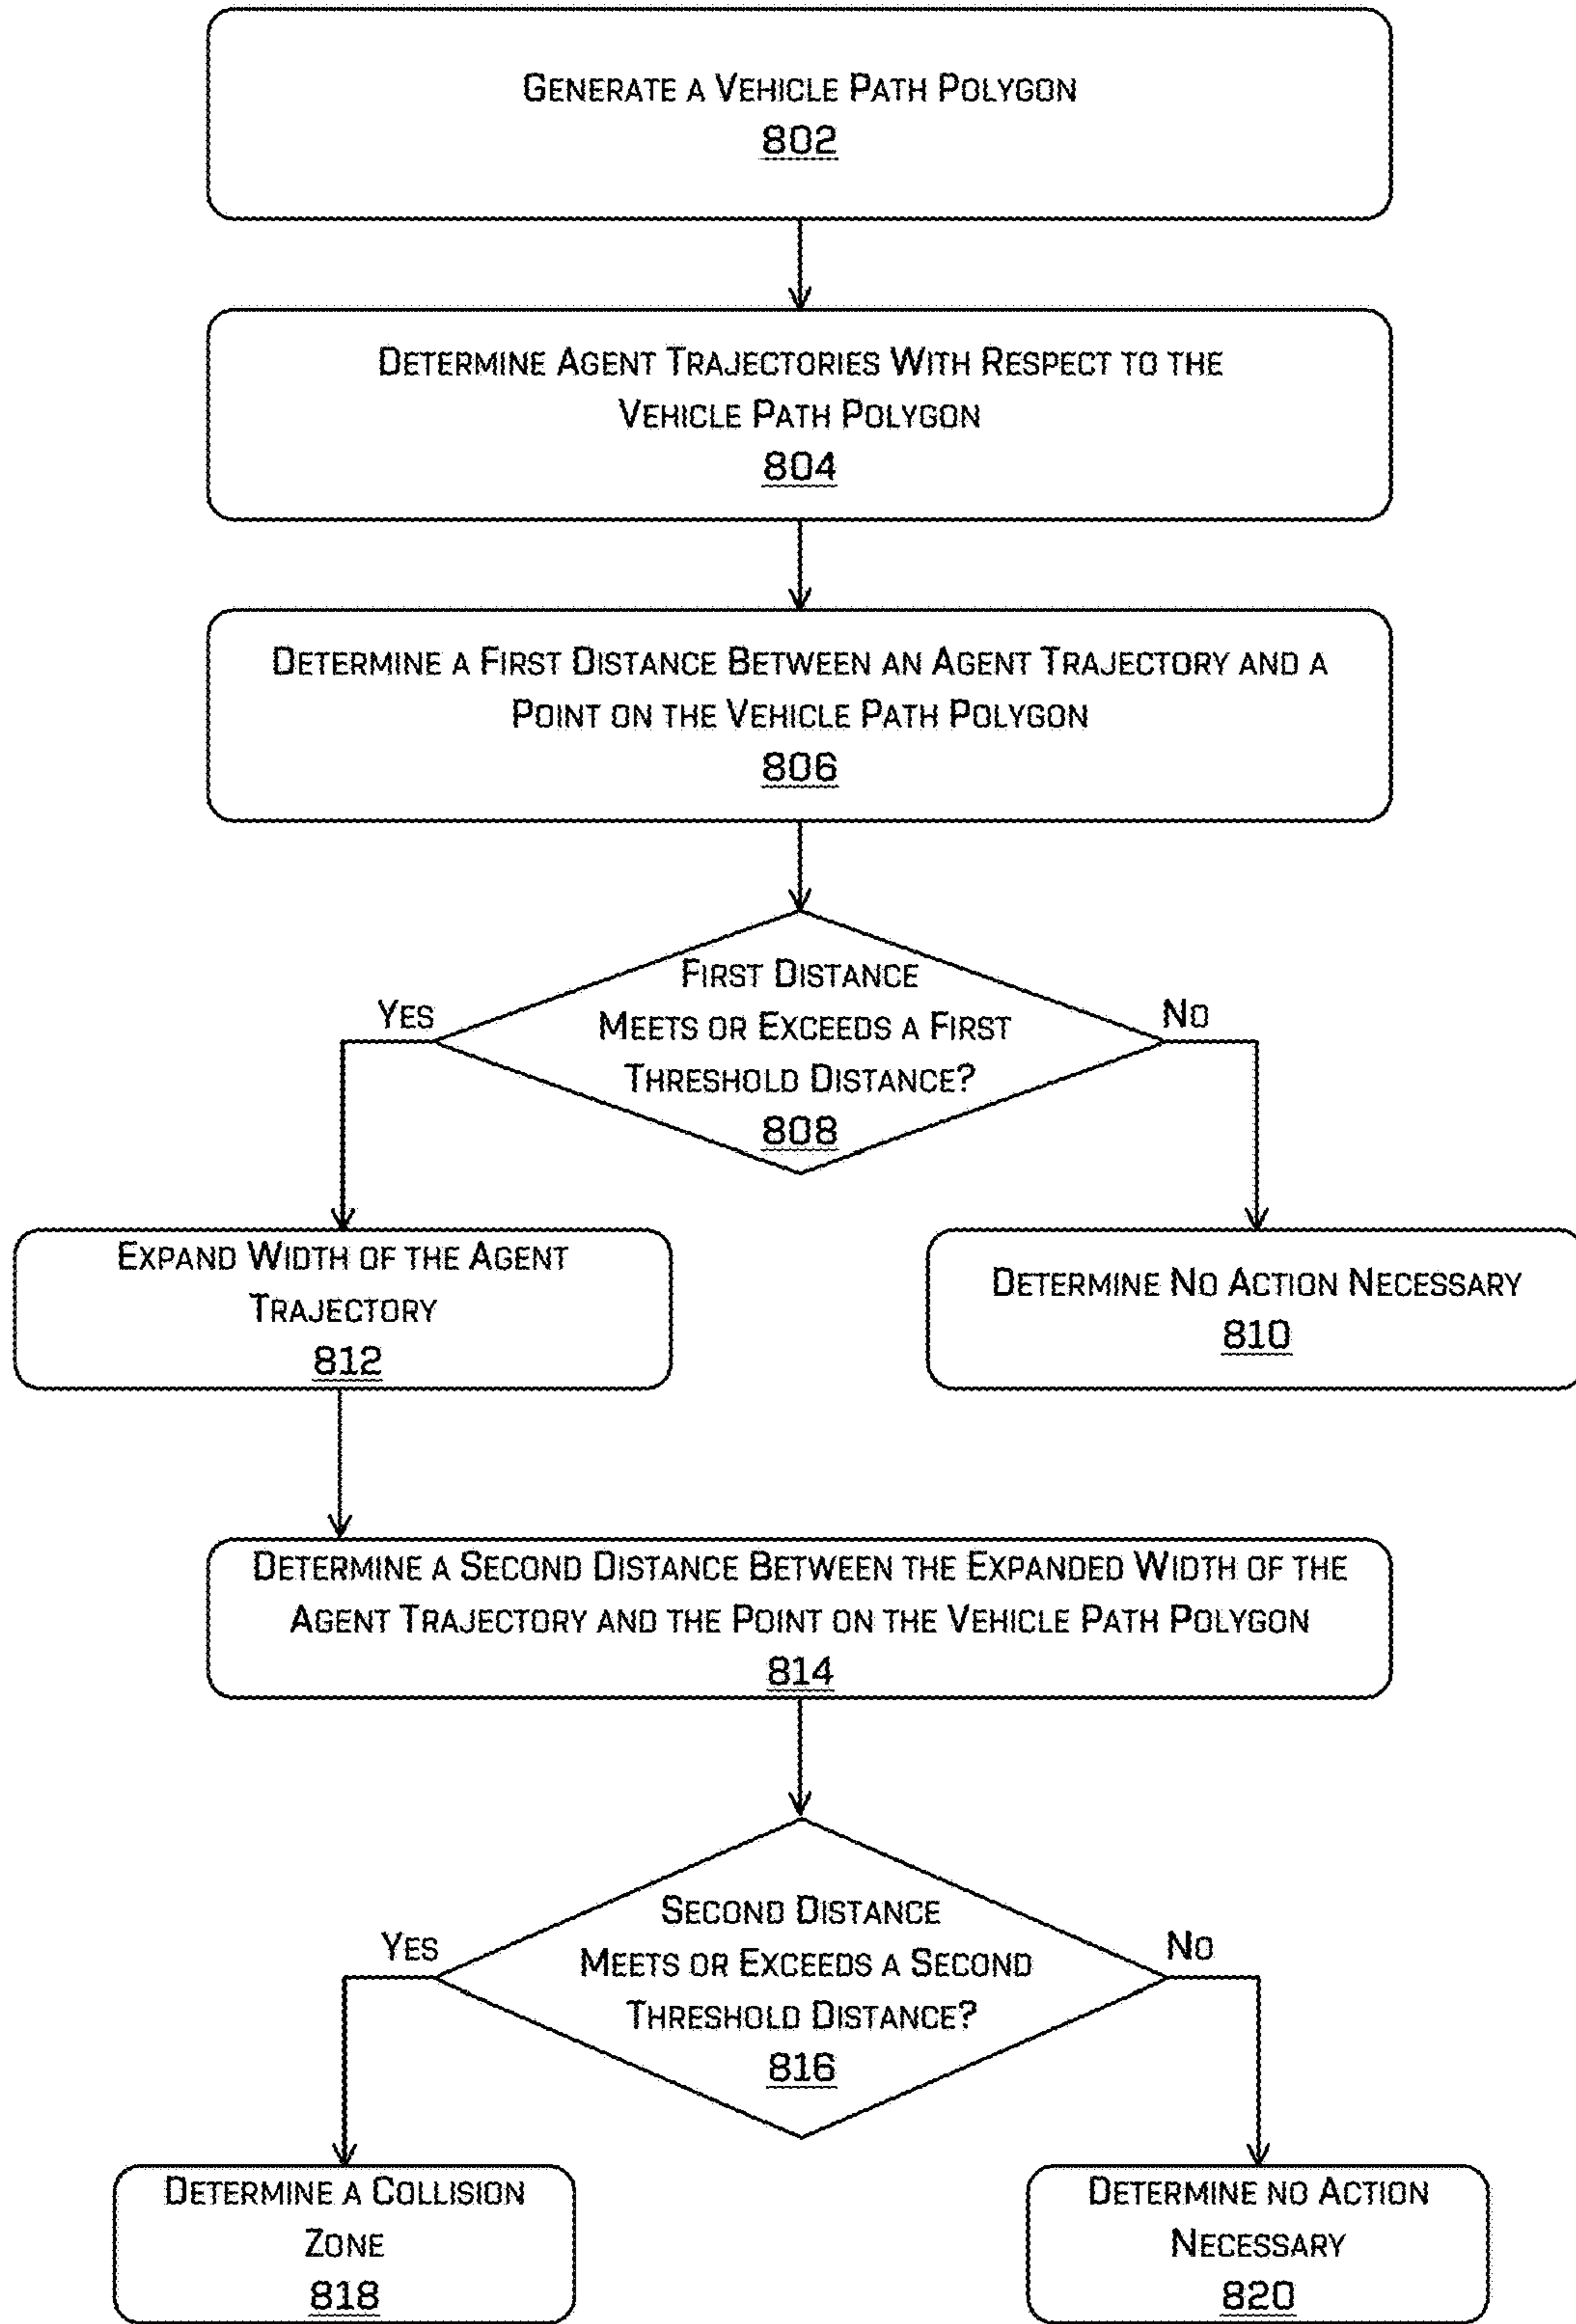 GENERATE A VEHICLE PATH POLYGON
802
DETERMINE AGENT TRAJECTORIES WITH RESPECT TO THE
VEHICLE PATH POLYGON
804
DETERMINE A FIRST DISTANCE BETWEEN AN AGENT TRAJECTORY AND A
POINT ON THE VEHICLE PATH POLYGON
806
FIRST DISTANCE
MEETS OR EXCEEDS A FIRST
THRESHOLD DISTANCE?
808
YES
NO
EXPAND WIDTH OF THE AGENT
TRAJECTORY
812
DETERMINE NO ACTION NECESSARY
810
DETERMINE A SECOND DISTANCE BETWEEN THE EXPANDED WIDTH OF THE
AGENT TRAJECTORY AND THE POINT ON THE VEHICLE PATH POLYGON
814
SECOND DISTANCE
MEETS OR EXCEEDS A SECOND
THRESHOLD DISTANCE?
816
YES
NO
DETERMINE A COLLISION
ZONE
818
DETERMINE NO ACTION
NECESSARY
820